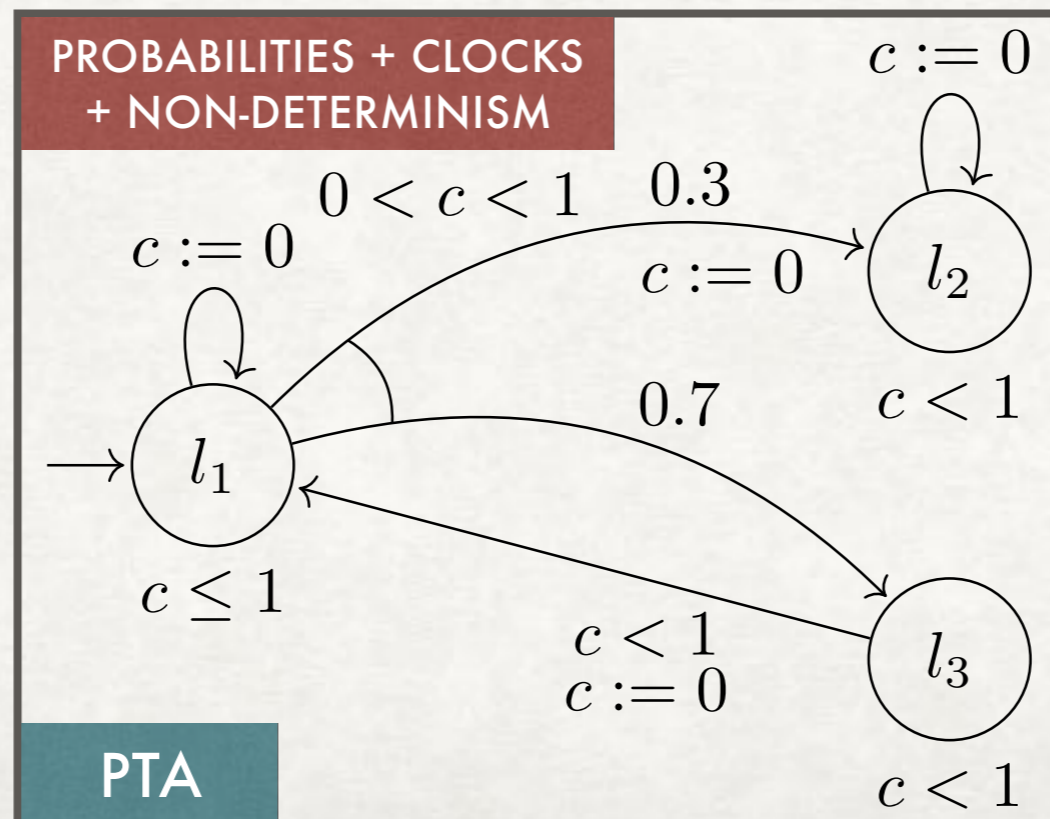 PROBABILITIES + CLOCKS
+ NON-DETERMINISM
c := 0
0 < c < 1
0.3
c := 0
c := 0
l₂
c < 1
0.7
l₁
c ≤ 1
c < 1
c := 0
l₃
c < 1
PTA